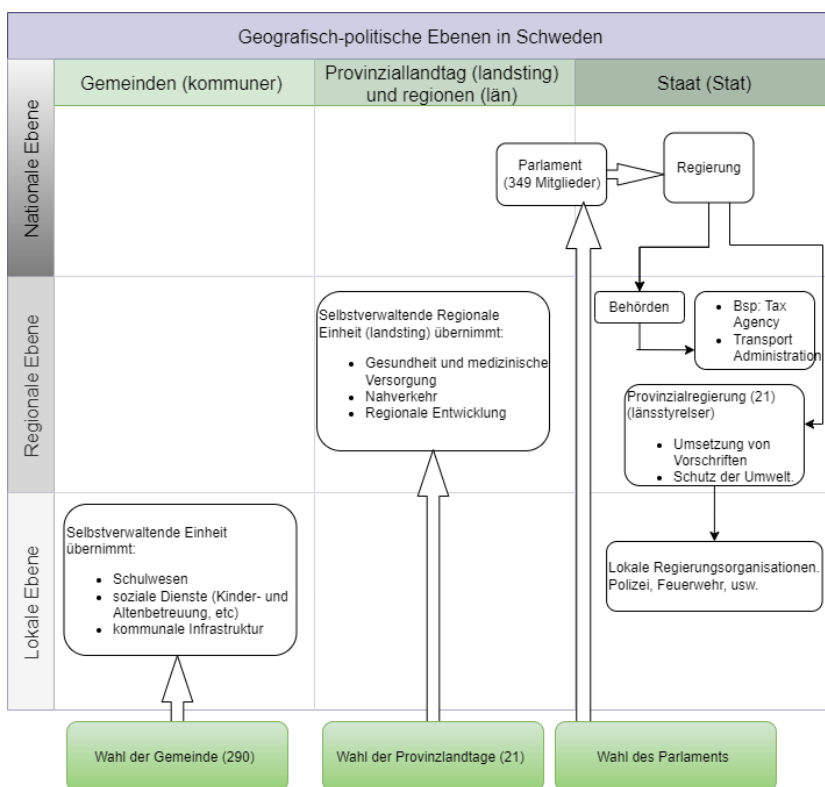 Geografisch-politische Ebenen in Schweden
Gemeinden (kommuner)
Provinziallandtag (landsting)
und regionen (län)
Staat (Stat)
Nationale Ebene
Parlament
(349 Mitglieder)
Regierung
Regionale Ebene
Selbstverwaltende Regionale
Einheit (landsting) übernimmt:
• Gesundheit und medizinische
Versorgung
• Nahverkehr
• Regionale Entwicklung
Behörden
• Bsp: Tax
Agency
• Transport
Administration
Provinzialregierung (21)
(länsstyrelser)
• Umsetzung von
Vorschriften
• Schutz der Umwelt.
Lokale Ebene
Selbstverwaltende Einheit
übernimmt:
• Schulwesen
• soziale Dienste (Kinder- und
Altenbetreuung, etc)
• kommunale Infrastruktur
Lokale Regierungsorganisationen.
Polizei, Feuerwehr, usw.
Wahl der Gemeinde (290)
Wahl der Provinzlandtage (21)
Wahl des Parlaments